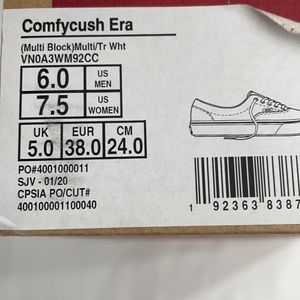 Comfycush Era
(Multi Block)Multi/Tr Wht
VN0A3WM92CC
6.0 US MEN
7.5 US WOMEN
UK EUR CM
5.0 38.0 24.0
PO#4001000011
SJV - 01/20
CPSIA PO/CUT#
400100001100040
1 92363 8387